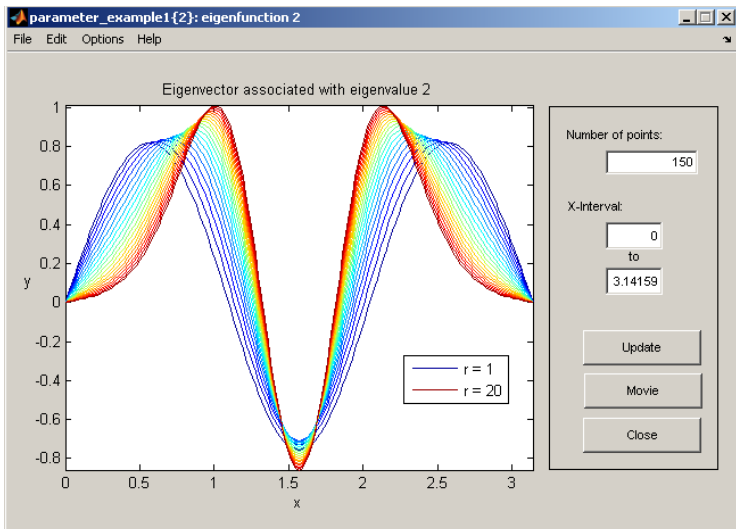 parameter_example1{2}: eigenfunction 2
File Edit Options Help
Eigenvector associated with eigenvalue 2
1
0.8
0.6
0.4
0.2
0
-0.2
-0.4
-0.6
-0.8
y
0 0.5 1 1.5 2 2.5 3
x
r = 1
r = 20
Number of points:
150
X-Interval:
0
to
3.14159
Update
Movie
Close